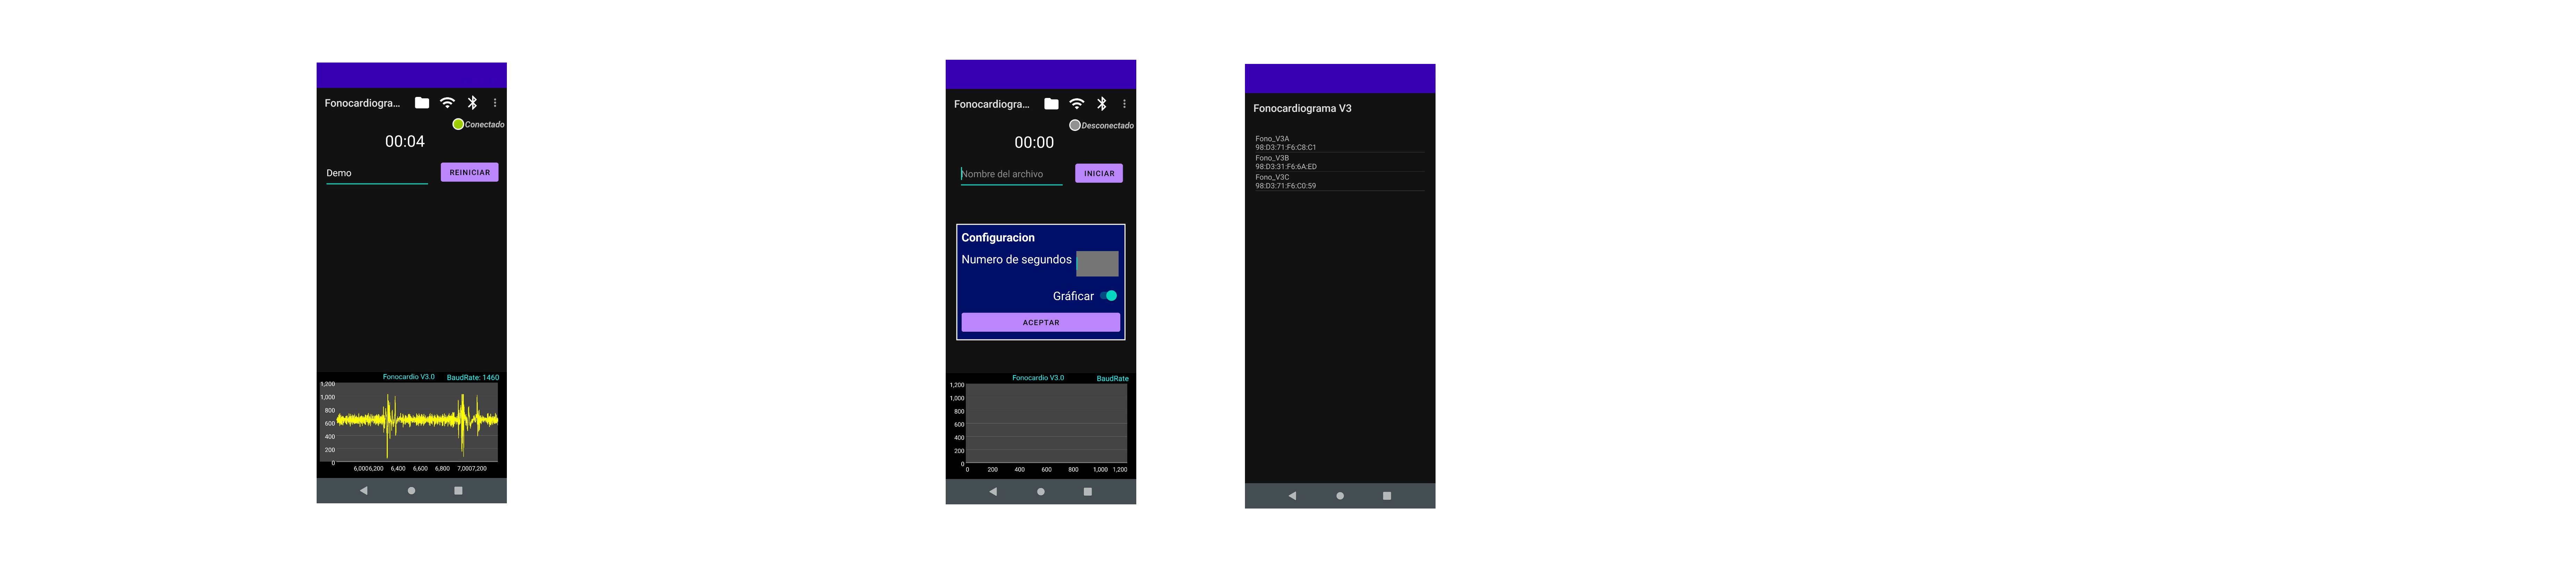 Fonocardiogra...
Conectado
00:04
Demo
REINICIAR
Fonocardio V3.0 BaudRate: 1460
1,200
1,000
800
600
400
200
0
6,000 6,200 6,400 6,600 6,800 7,000 7,200
Fonocardiogra...
Desconectado
00:00
Nombre del archivo
INICIAR
Configuracion
Numero de segundos
Gráficar
ACEPTAR
Fonocardio V3.0 BaudRate
1,200
1,000
800
600
400
200
0
0 200 400 600 800 1,000 1,200
Fonocardiograma V3
Fono_V3A
98:D3:71:F6:C8:C1
Fono_V3B
98:D3:31:F6:6A:ED
Fono_V3C
98:D3:71:F6:C0:59